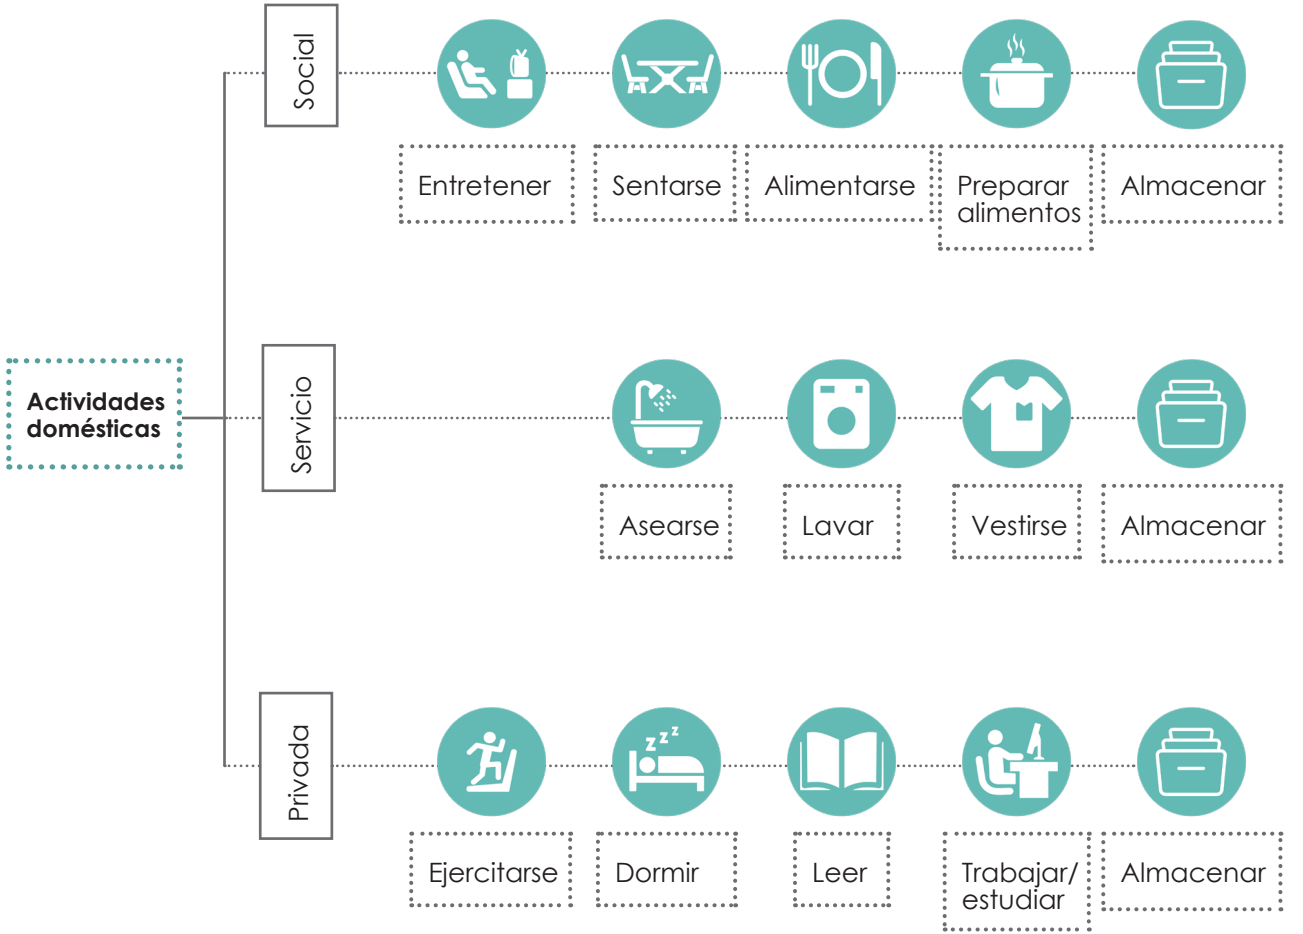 Social
Entretener
Sentarse
Alimentarse
Preparar
alimentos
Almacenar
Actividades
domésticas
Servicio
Asearse
Lavar
Vestirse
Almacenar
Privada
zzz
Ejercitarse
Dormir
Leer
Trabajar/
estudiar
Almacenar